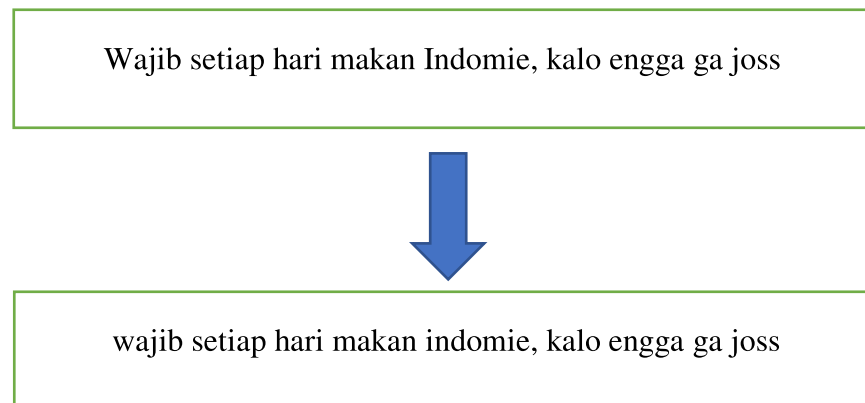 Wajib setiap hari makan Indomie, kalo engga ga joss
wajib setiap hari makan indomie, kalo engga ga joss